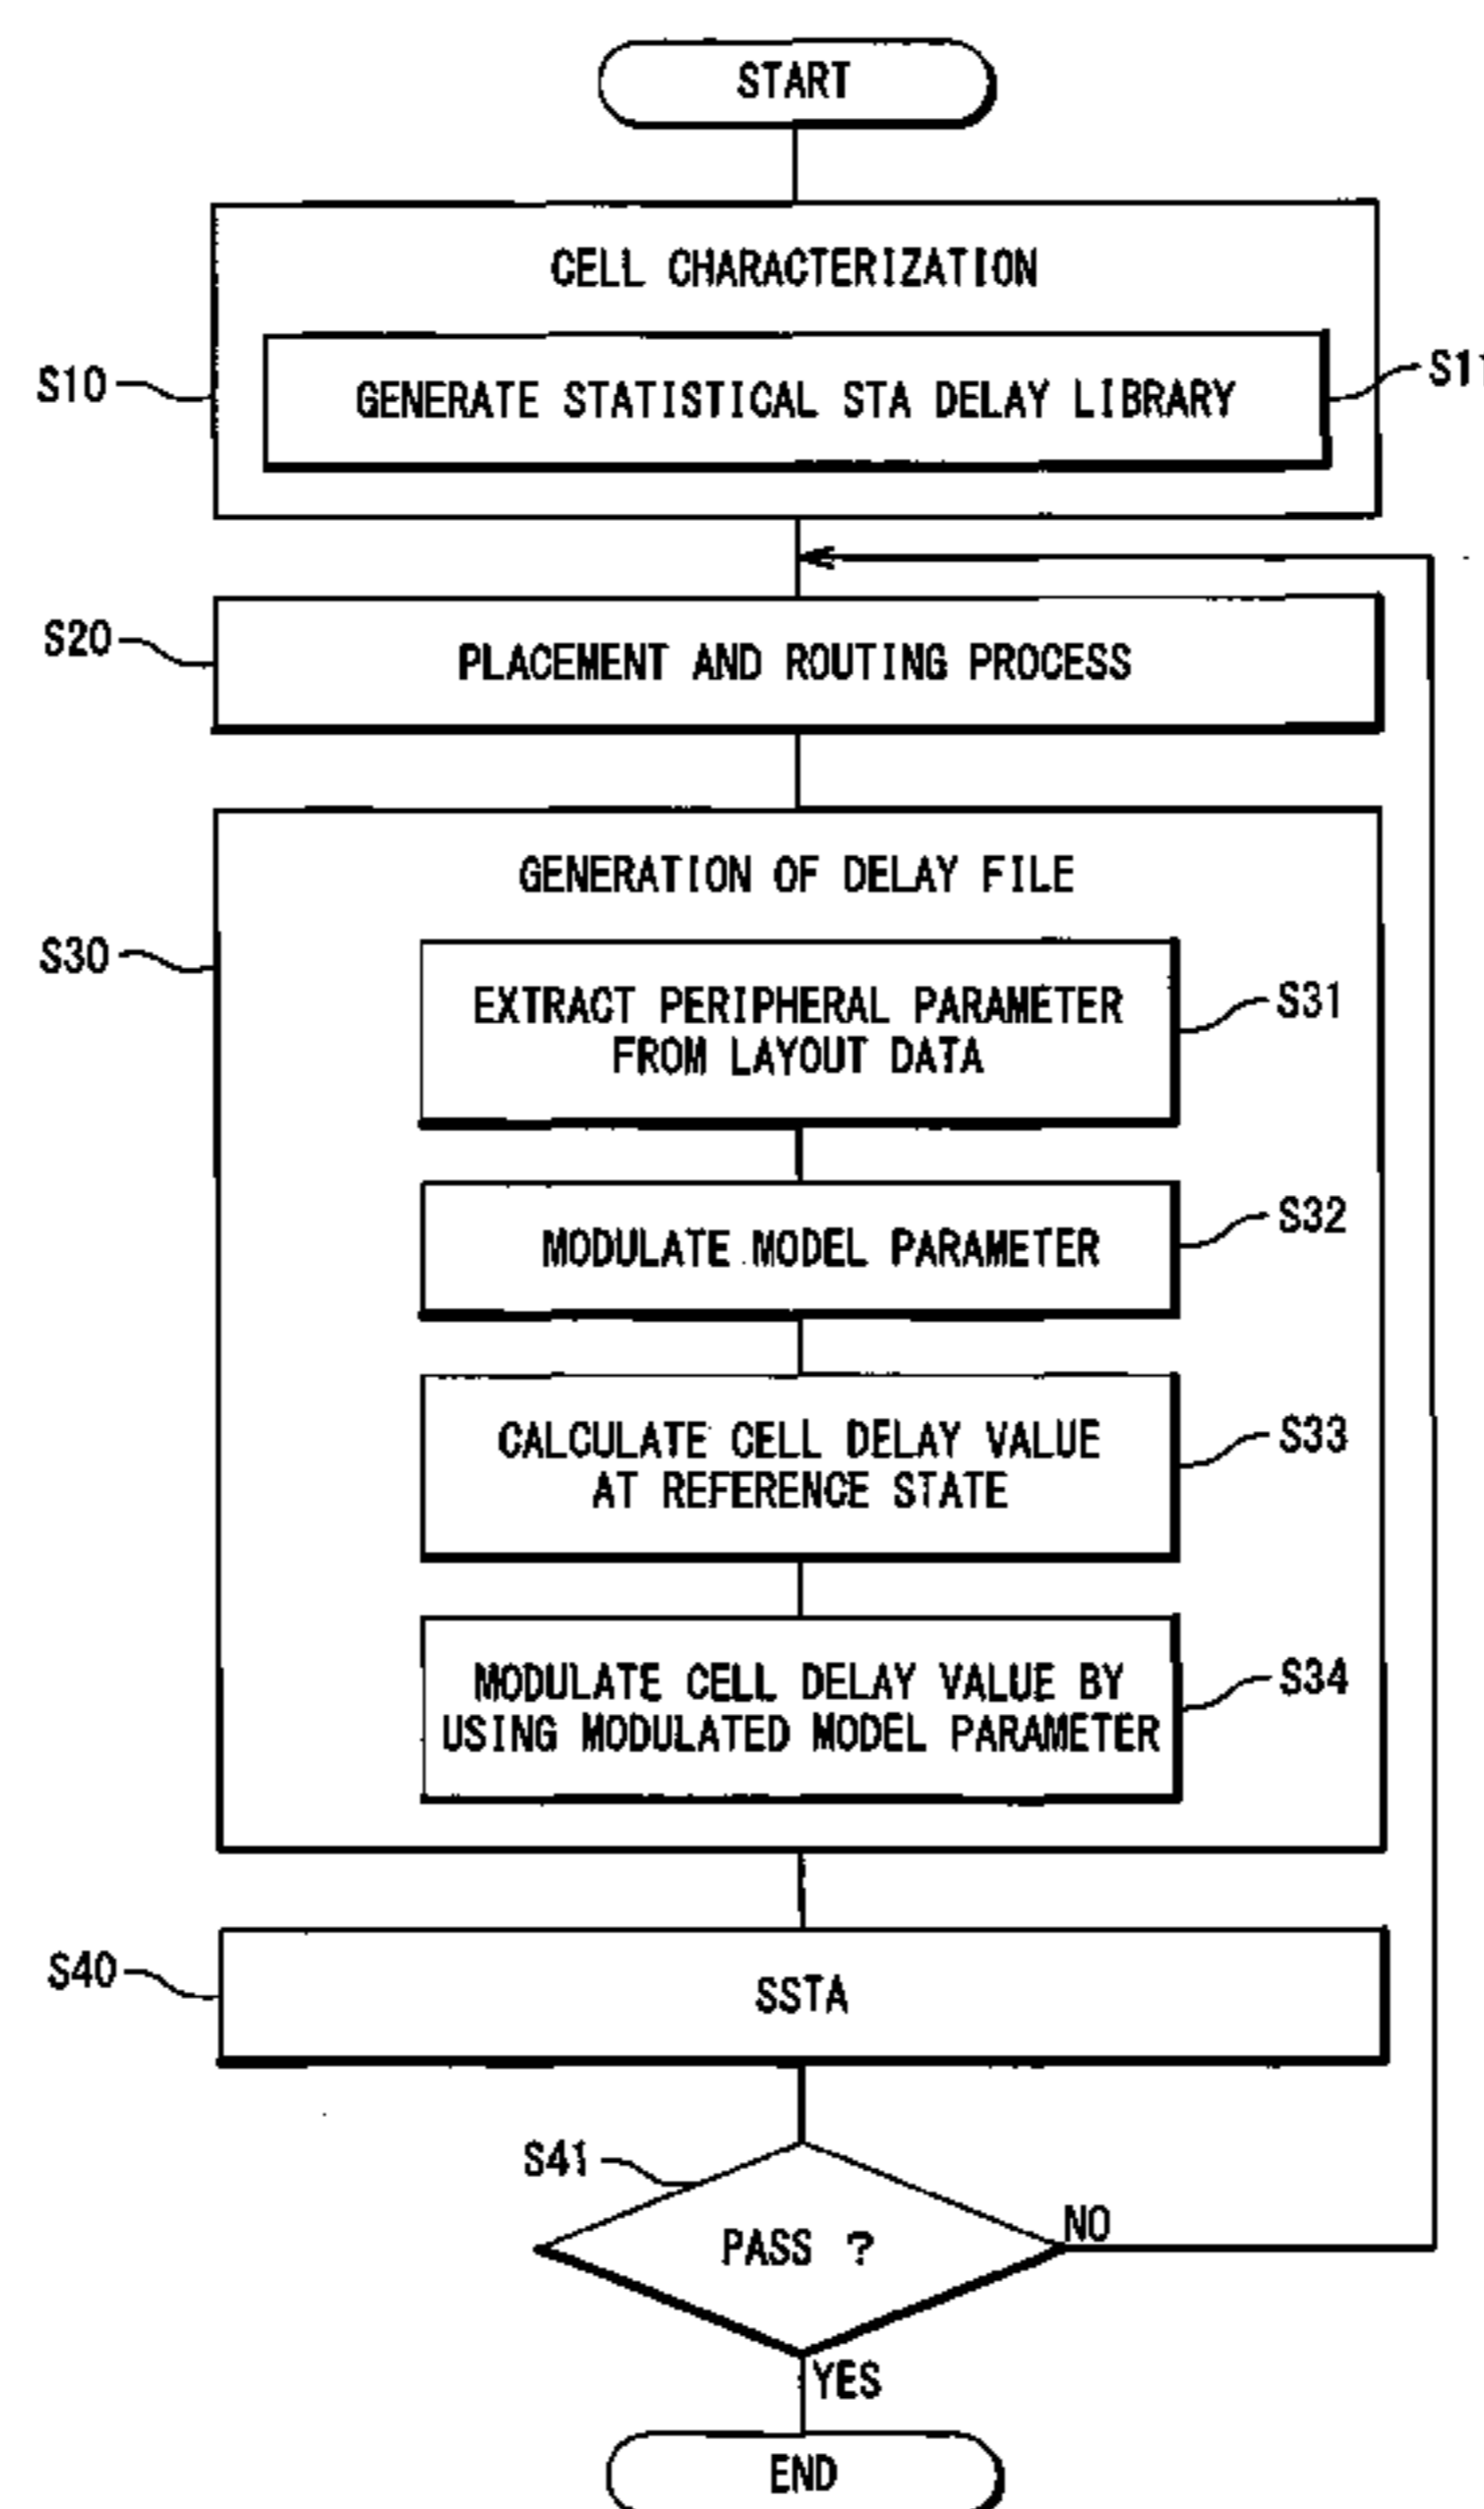 START
CELL CHARACTERIZATION
S10
GENERATE STATISTICAL STA DELAY LIBRARY
S11
S20
PLACEMENT AND ROUTING PROCESS
GENERATION OF DELAY FILE
S30
EXTRACT PERIPHERAL PARAMETER
FROM LAYOUT DATA
S31
MODULATE MODEL PARAMETER
S32
CALCULATE CELL DELAY VALUE
AT REFERENCE STATE
S33
MODULATE CELL DELAY VALUE BY
USING MODULATED MODEL PARAMETER
S34
S40
SSTA
S41
PASS ?
NO
YES
END